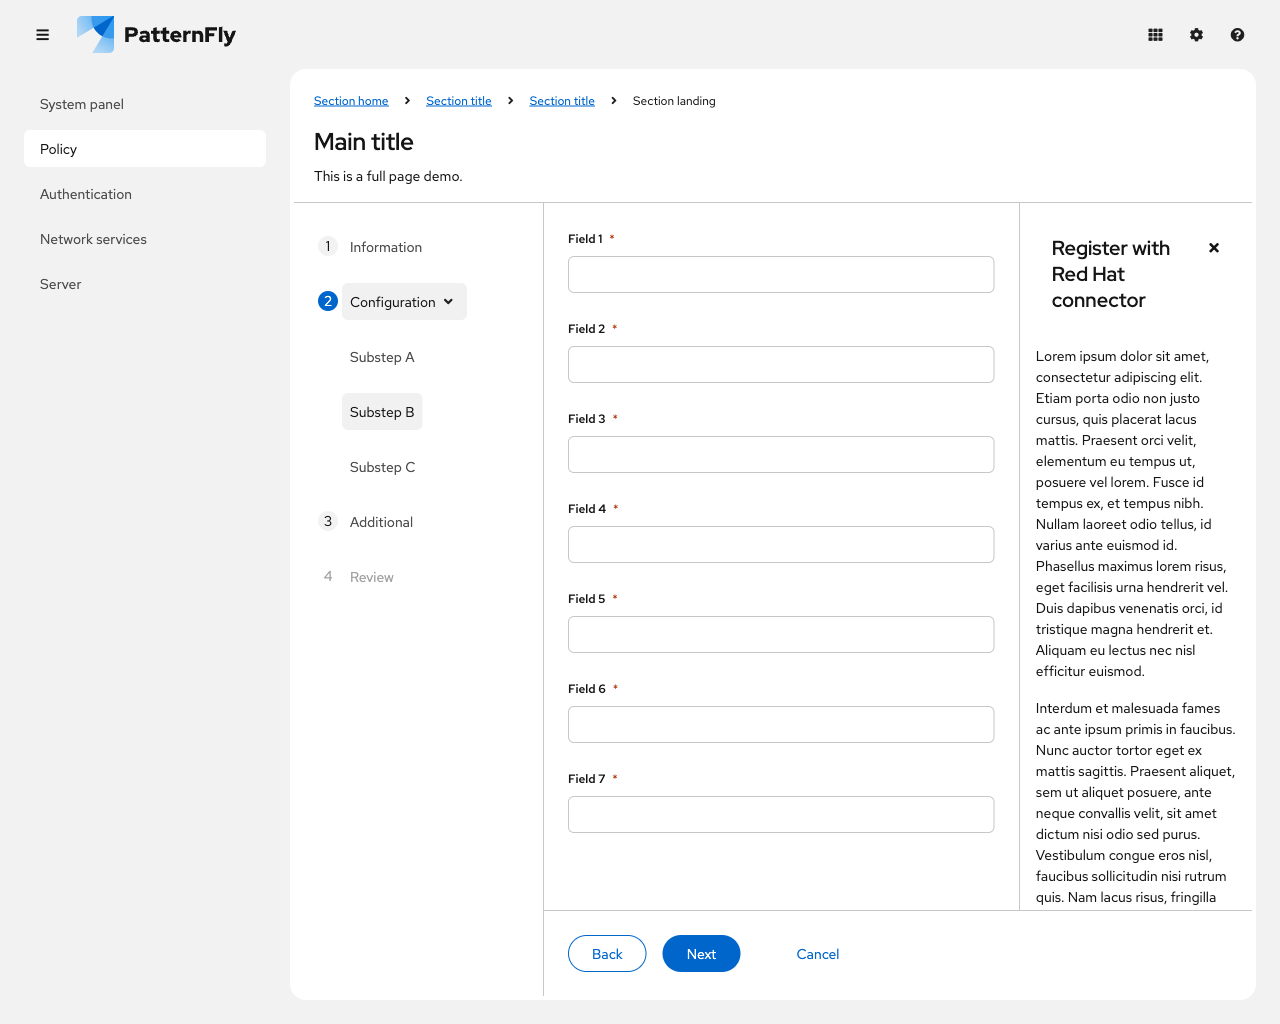 PatternFly
System panel
Policy
Authentication
Network services
Server
Section home
Section title
Section title
Section landing
Main title
This is a full page demo.
1 Information
2 Configuration
Substep A
Substep B
Substep C
3 Additional
4 Review
Field 1 *
Field 2 *
Field 3 *
Field 4 *
Field 5 *
Field 6 *
Field 7 *
Register with
Red Hat
connector
Lorem ipsum dolor sit amet,
consectetur adipiscing elit.
Etiam porta odio non justo
cursus, quis placerat lacus
mattis. Praesent orci velit,
elementum eu tempus ut,
posuere vel lorem. Fusce id
tempus ex, et tempus nibh.
Nullam laoreet odio tellus, id
varius ante euismod id.
Phasellus maximus lorem risus,
eget facilisis urna hendrerit vel.
Duis dapibus venenatis orci, id
tristique magna hendrerit et.
Aliquam eu lectus nec nisl
efficitur euismod.
Interdum et malesuada fames
ac ante ipsum primis in faucibus.
Nunc auctor tortor eget ex
mattis sagittis. Praesent aliquet,
sem ut aliquet posuere, ante
neque convallis velit, sit amet
dictum nisi odio sed purus.
Vestibulum congue eros nisl,
faucibus sollicitudin nisi rutrum
quis. Nam lacus risus, fringilla
Back
Next
Cancel